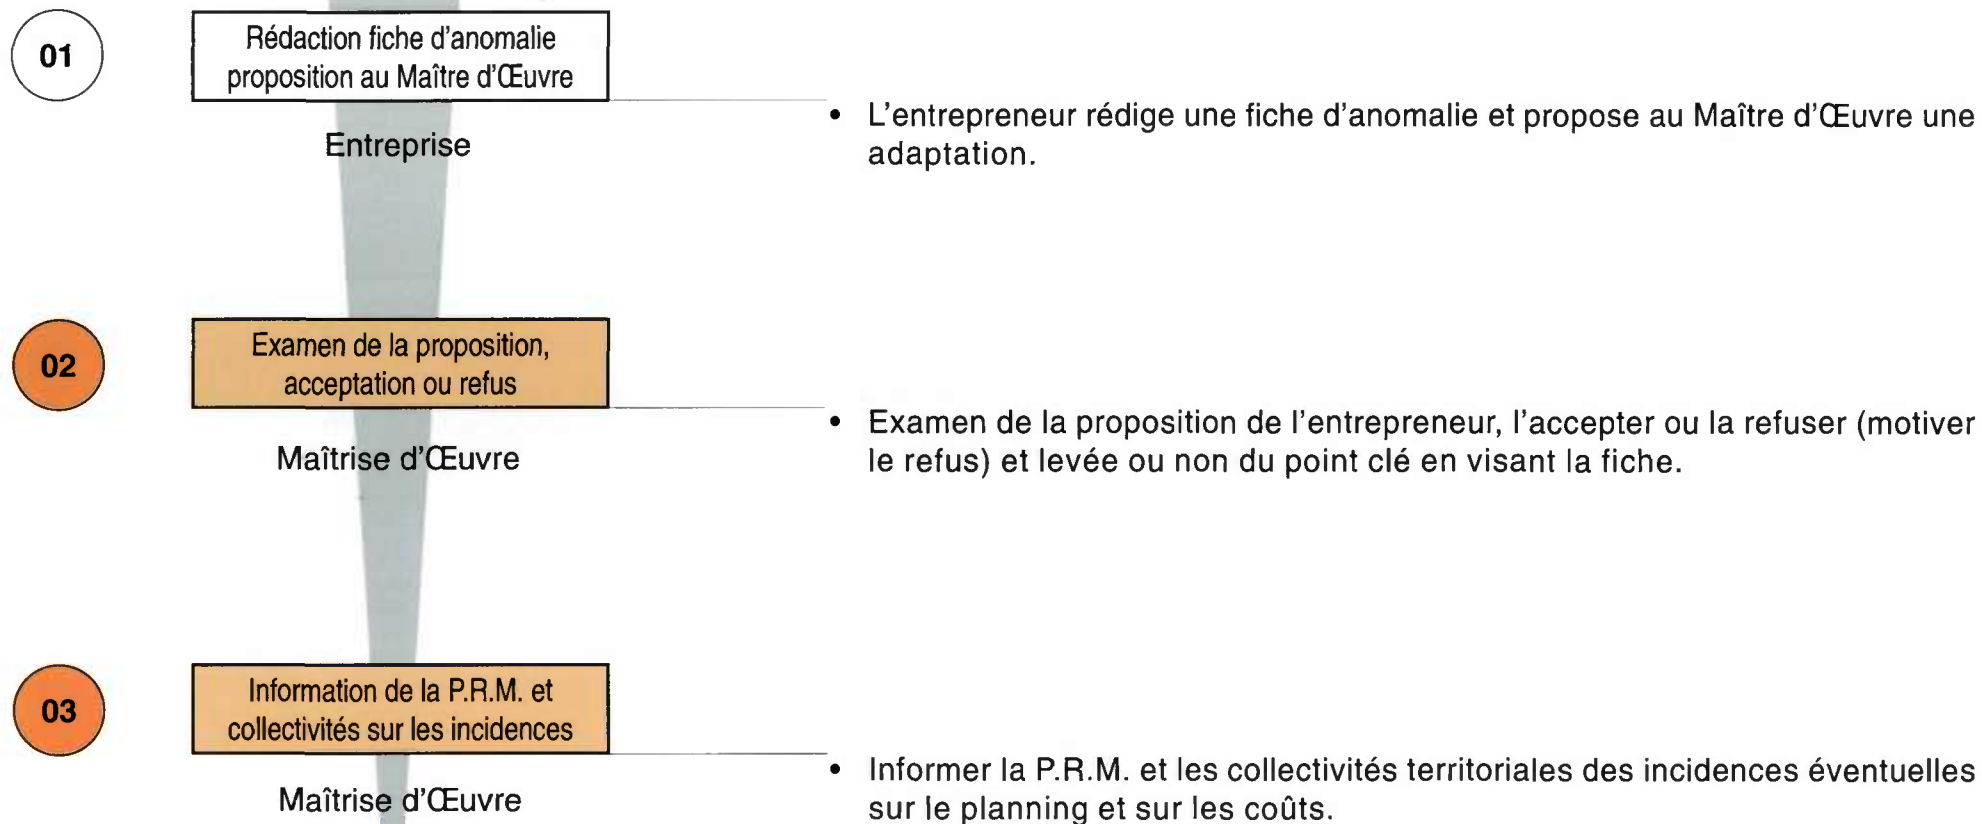 01
Rédaction fiche d'anomalie
proposition au Maître d'Œuvre
Entreprise
• L'entrepreneur rédige une fiche d'anomalie et propose au Maître d'Œuvre une
adaptation.
02
Examen de la proposition,
acceptation ou refus
Maîtrise d'Œuvre
• Examen de la proposition de l'entrepreneur, l'accepter ou la refuser (motiver
le refus) et levée ou non du point clé en visant la fiche.
03
Information de la P.R.M. et
collectivités sur les incidences
Maîtrise d'Œuvre
• Informer la P.R.M. et les collectivités territoriales des incidences éventuelles
sur le planning et sur les coûts.